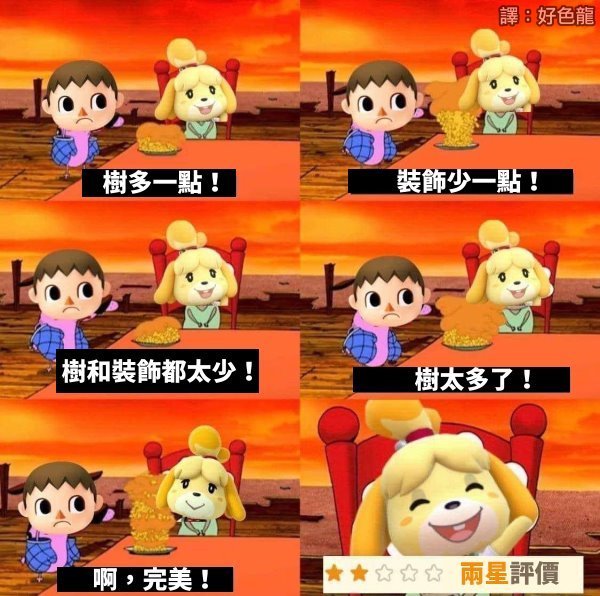 譯：好色龍
樹多一點！
裝飾少一點！
樹和裝飾都太少！
樹太多了！
啊，完美！
兩星評價